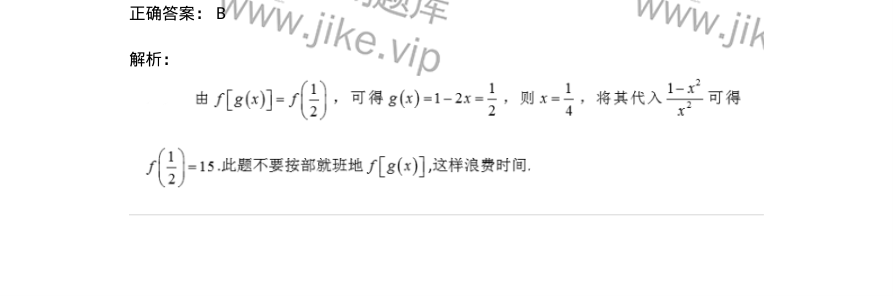 正确答案： B
解析：
由 f[g(x)]=f(1/2) ，可得 g(x)=1−2x=1/2 ，则 x=1/4 ，将其代入 (1−x²)/x² 可得
f(1/2)=15.此题不要按部就班地 f[g(x)],这样浪费时间.
题库
www.jike.vip
www.jik